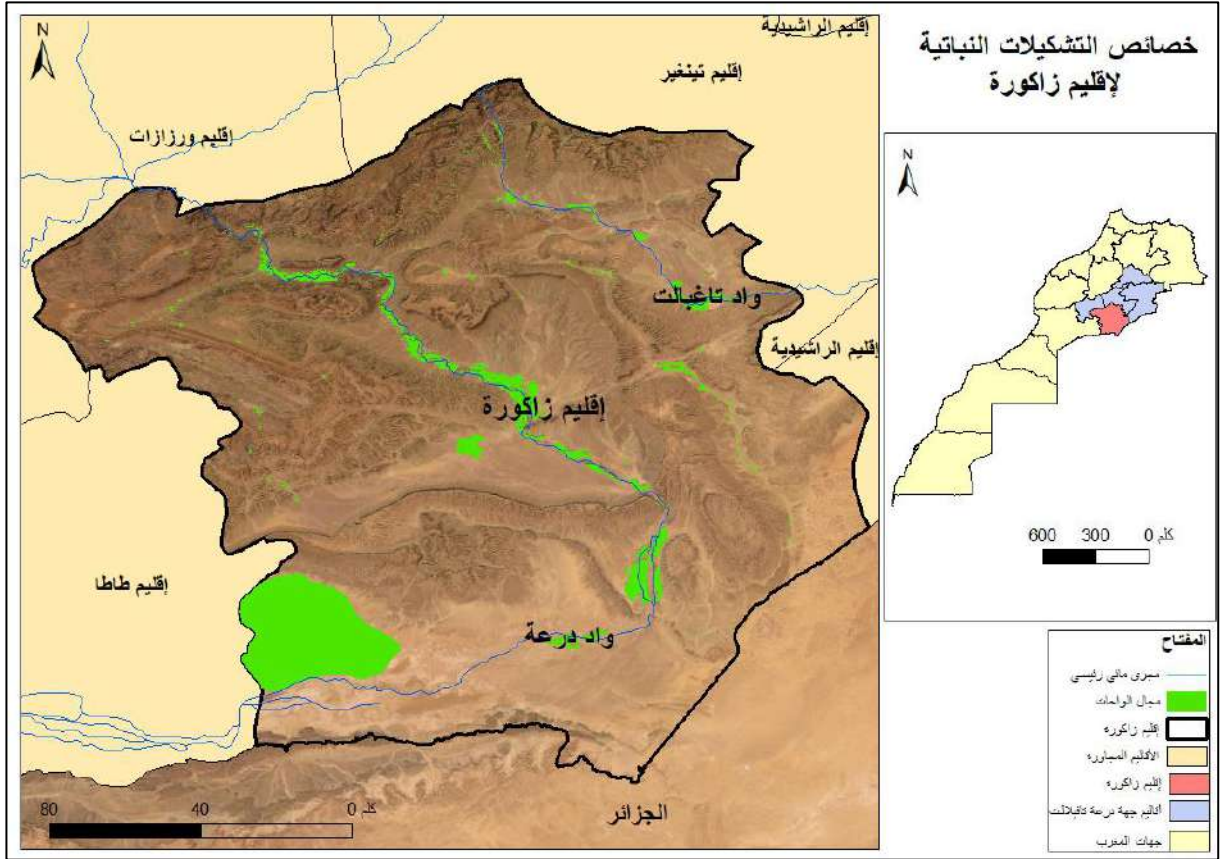 خصائص التشكيلات النباتية
لإقليم زاكورة
N
إقليم الراشيدية
إقليم تينغير
إقليم ورزازات
واد تاغبالت
إقليم الراشيدية
إقليم زاكورة
إقليم طاطا
واد درعة
الجزائر
80 40 0 كلم
N
600 300 0 كلم
المفتاح
مجرى مائي رئيسي
مجال الواحات
إقليم زاكورة
الأقاليم المجاورة
إقليم زاكورة
أقاليم جهة درعة تافيلالت
جهات المغرب